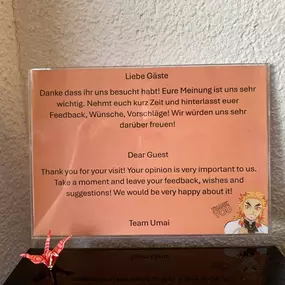 Liebe Gäste
Danke dass ihr uns besucht habt! Eure Meinung ist uns sehr
wichtig. Nehmt euch kurz Zeit und hinterlasst euer
Feedback, Wünsche, Vorschläge! Wir würden uns sehr
darüber freuen!
Dear Guest
Thank you for your visit! Your opinion is very important to us.
Take a moment and leave your feedback, wishes and
suggestions! We would be very happy about it!
THANK
YOU
Team Umai